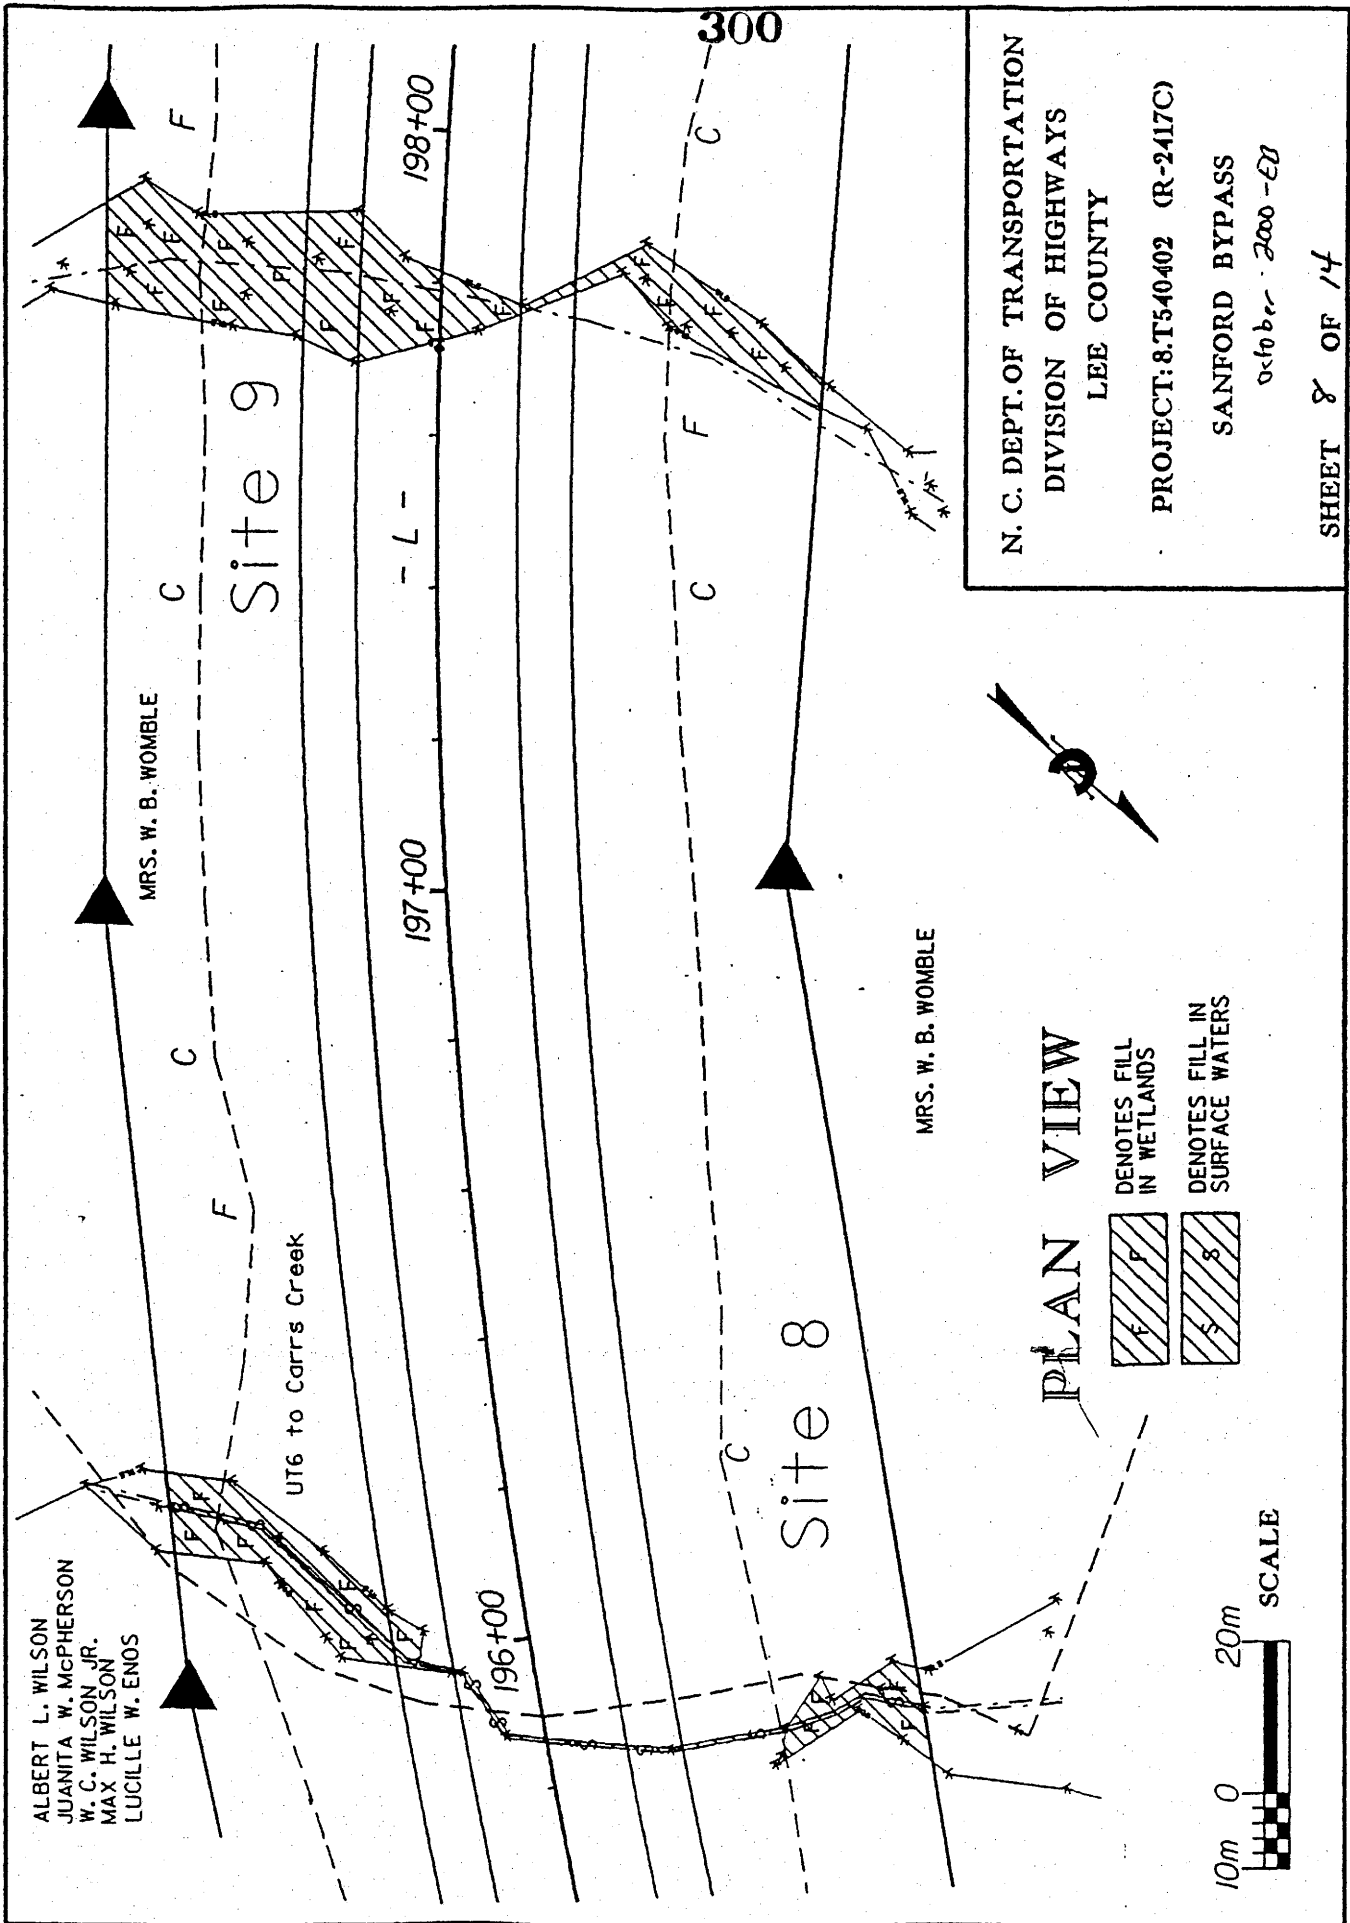 300
N. C. DEPT. OF TRANSPORTATION
DIVISION OF HIGHWAYS
LEE COUNTY
PROJECT: 8.T540402 (R-2417C)
SANFORD BYPASS
October - 2000 - EB
SHEET 8 OF 14
ALBERT L. WILSON
JUANITA W. McPHERSON
W. C. WILSON JR.
MAX H. WILSON
LUCILLE W. ENOS
MRS. W. B. WOMBLE
Site 9
F
C
C
F
UT6 to Carrs Creek
196+00
197+00
198+00
- L -
C
F
C
C
Site 8
MRS. W. B. WOMBLE
PLAN VIEW
F F
DENOTES FILL
IN WETLANDS
S S
DENOTES FILL IN
SURFACE WATERS
10m 0 20m
SCALE